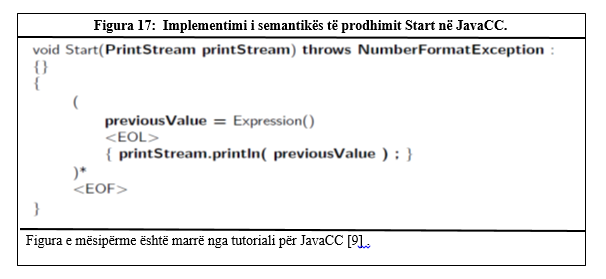 Figura 17: Implementimi i semantikës të prodhimit Start në JavaCC.
void Start(PrintStream printStream) throws NumberFormatException :
{}
{
(
previousValue = Expression()
<EOL>
{ printStream.println( previousValue ) ; }
)*
<EOF>
}
Figura e mësipërme është marrë nga tutoriali për JavaCC [9].